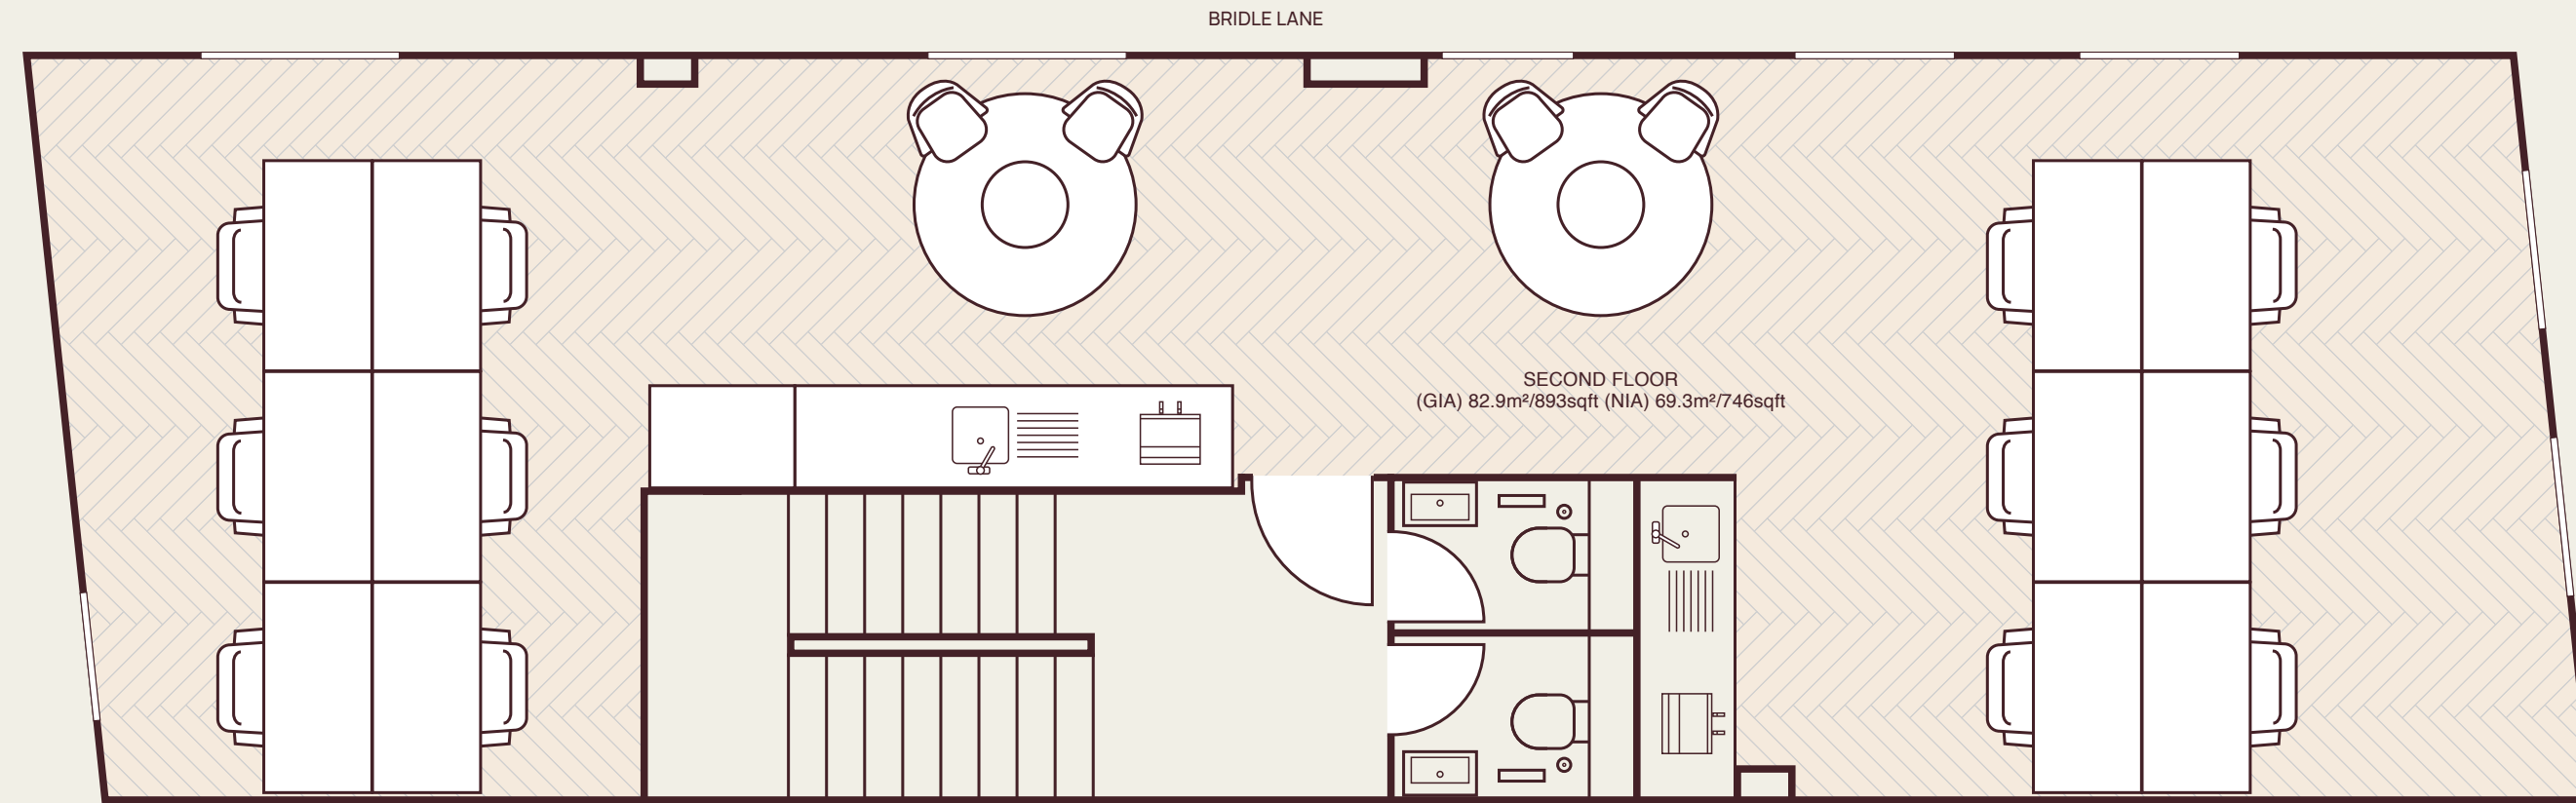 BRIDLE LANE
SECOND FLOOR
(GIA) 82.9m²/893sqft (NIA) 69.3m²/746sqft